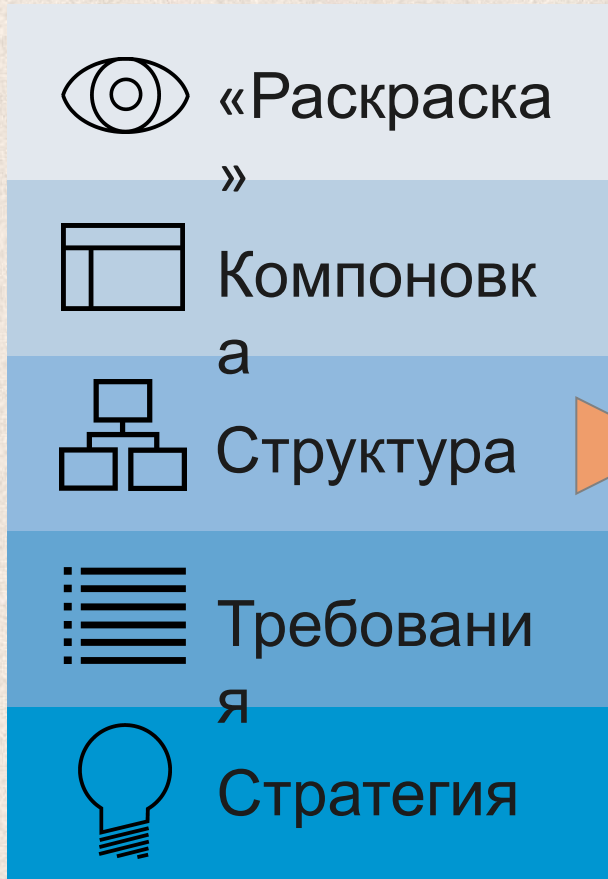 «Раскраска
»
Компоновк
а
Структура
Требовани
я
Стратегия